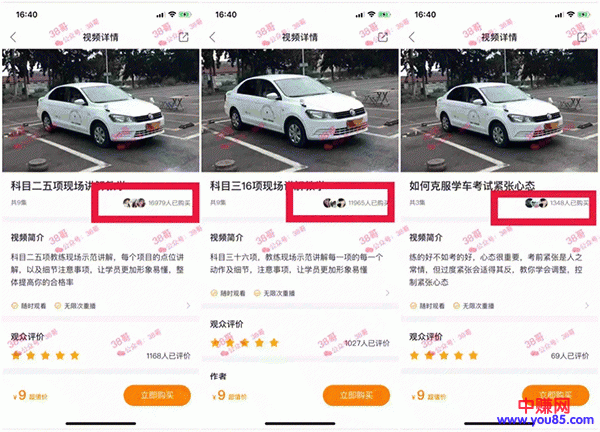 16:40
视频详情
科目二五项现场讲解教学
共9集
16979人已购买
视频简介
科目二五项教练现场示范讲解，每个项目的点位讲
解，以及细节注意事项，让学员更加形象易懂，整
体提高你的合格率
随时观看 无限次重播
观众评价
1168人已评价
¥9 超值价
立即购买
16:40
视频详情
科目三16项现场讲解教学
共9集
11965人已购买
视频简介
科目三十六项，教练现场示范讲解每一项的每一个
动作及细节，注意事项，让学员更加形象易懂
随时观看 无限次重播
观众评价
1027人已评价
作者
¥9 超值价
立即购买
16:40
视频详情
如何克服学车考试紧张心态
共3集
1348人已购买
视频简介
练的好不如考的好，心态很重要，考前紧张是人之
常情，但过度紧张会适得其反，教你学会调整，控
制紧张心态
随时观看 无限次重播
观众评价
69人已评价
¥9 超值价
立即购买
38哥
公众号：38哥
中赚网
www.you85.com